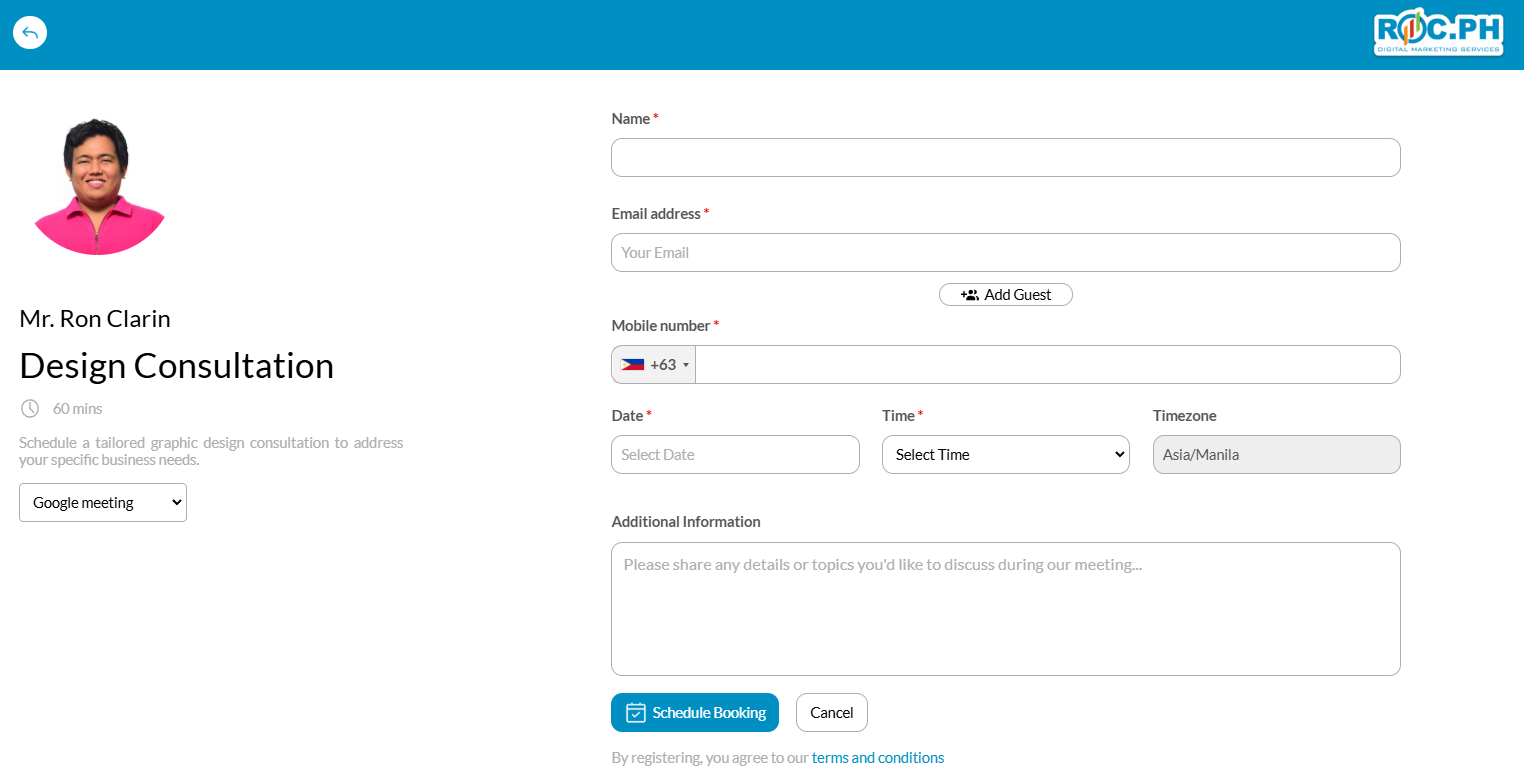 ROC.PH
DIGITAL MARKETING SERVICES
Mr. Ron Clarin
Design Consultation
60 mins
Schedule a tailored graphic design consultation to address
your specific business needs.
Google meeting
Name *
Email address *
Your Email
Add Guest
Mobile number *
+63
Date * Time * Timezone
Select Date Select Time Asia/Manila
Additional Information
Please share any details or topics you'd like to discuss during our meeting...
Schedule Booking Cancel
By registering, you agree to our terms and conditions